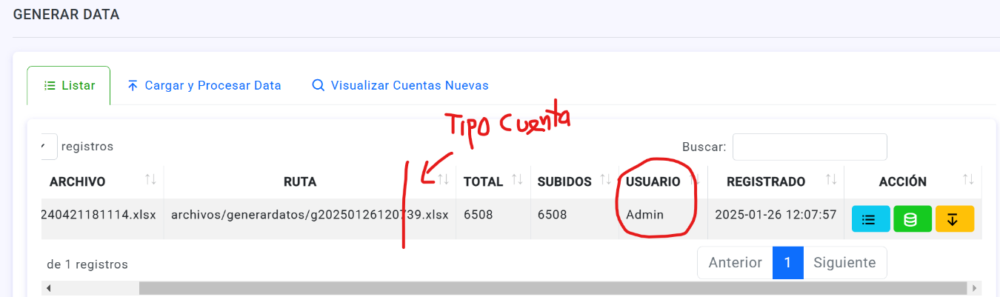 GENERAR DATA
Listar Cargar y Procesar Data Visualizar Cuentas Nuevas
Tipo Cuenta
registros Buscar:
ARCHIVO RUTA TOTAL SUBIDOS USUARIO REGISTRADO ACCIÓN
240421181114.xlsx archivos/generardatos/g20250126120739.xlsx 6508 6508 Admin 2025-01-26 12:07:57
de 1 registros Anterior 1 Siguiente